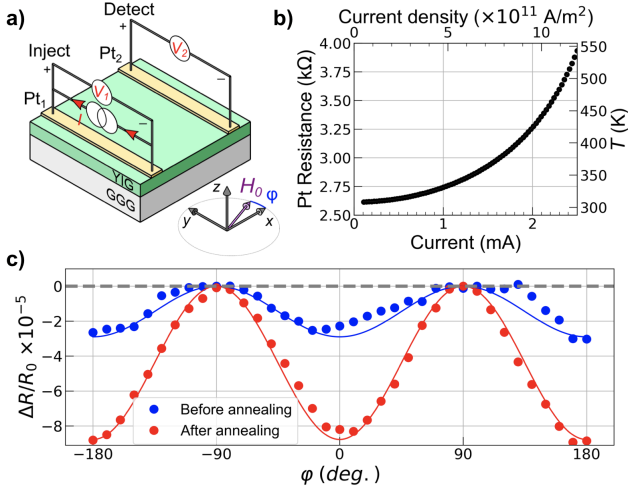 a)
Detect
+
V2
−
Pt2
Inject
+
V1
Pt1
I
−
YIG
GGG
z
H0
φ
y
x
b)
Current density (×10¹¹ A/m²)
0 5 10
4.00 550
3.75 500
3.50 450
3.25
3.00 400
2.75 350
2.50 300
Pt Resistance (kΩ)
T (K)
0 1 2
Current (mA)
c)
0
−2
−4
−6
−8
ΔR/R0 ×10⁻⁵
Before annealing
After annealing
−180 −90 0 90 180
φ (deg.)